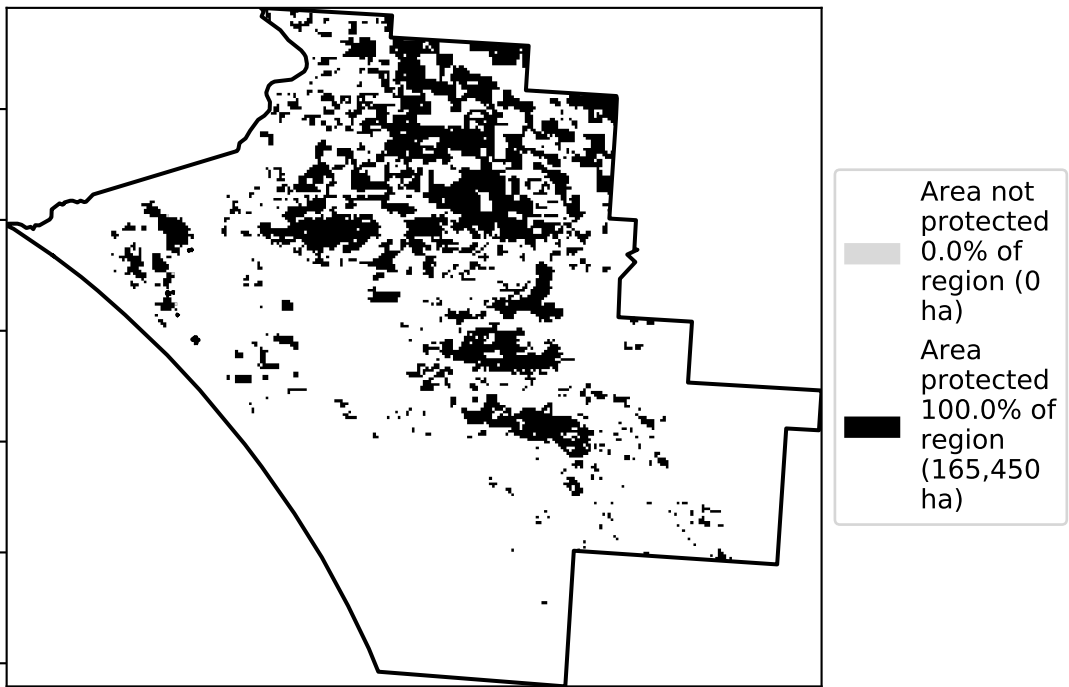 Area not
protected
0.0% of
region (0
ha)
Area
protected
100.0% of
region
(165,450
ha)